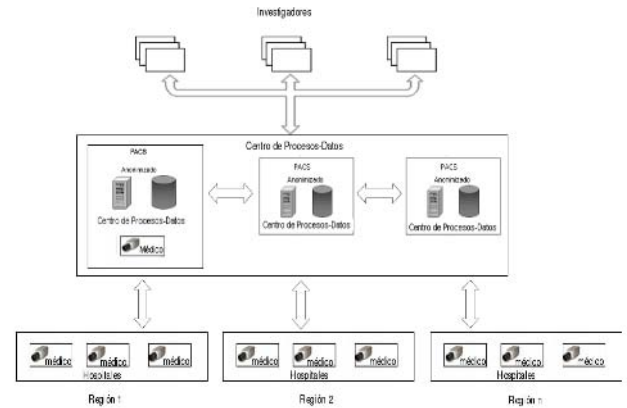 Investigadores
Centro de Procesos-Datos
PACS
Anonimizado
Centro de Procesos-Datos
Médico
PACS
Anonimizado
Centro de Procesos-Datos
PACS
Anonimizado
Centro de Procesos-Datos
médico
médico
médico
Hospitales
médico
médico
médico
Hospitales
médico
médico
médico
Hospitales
Región 1
Región 2
Región n